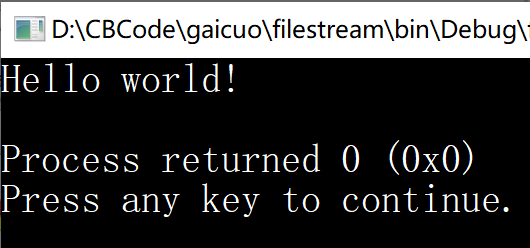 D:\CBCode\gaicuo\filestream\bin\Debug\
Hello world!
Process returned 0 (0x0)
Press any key to continue.